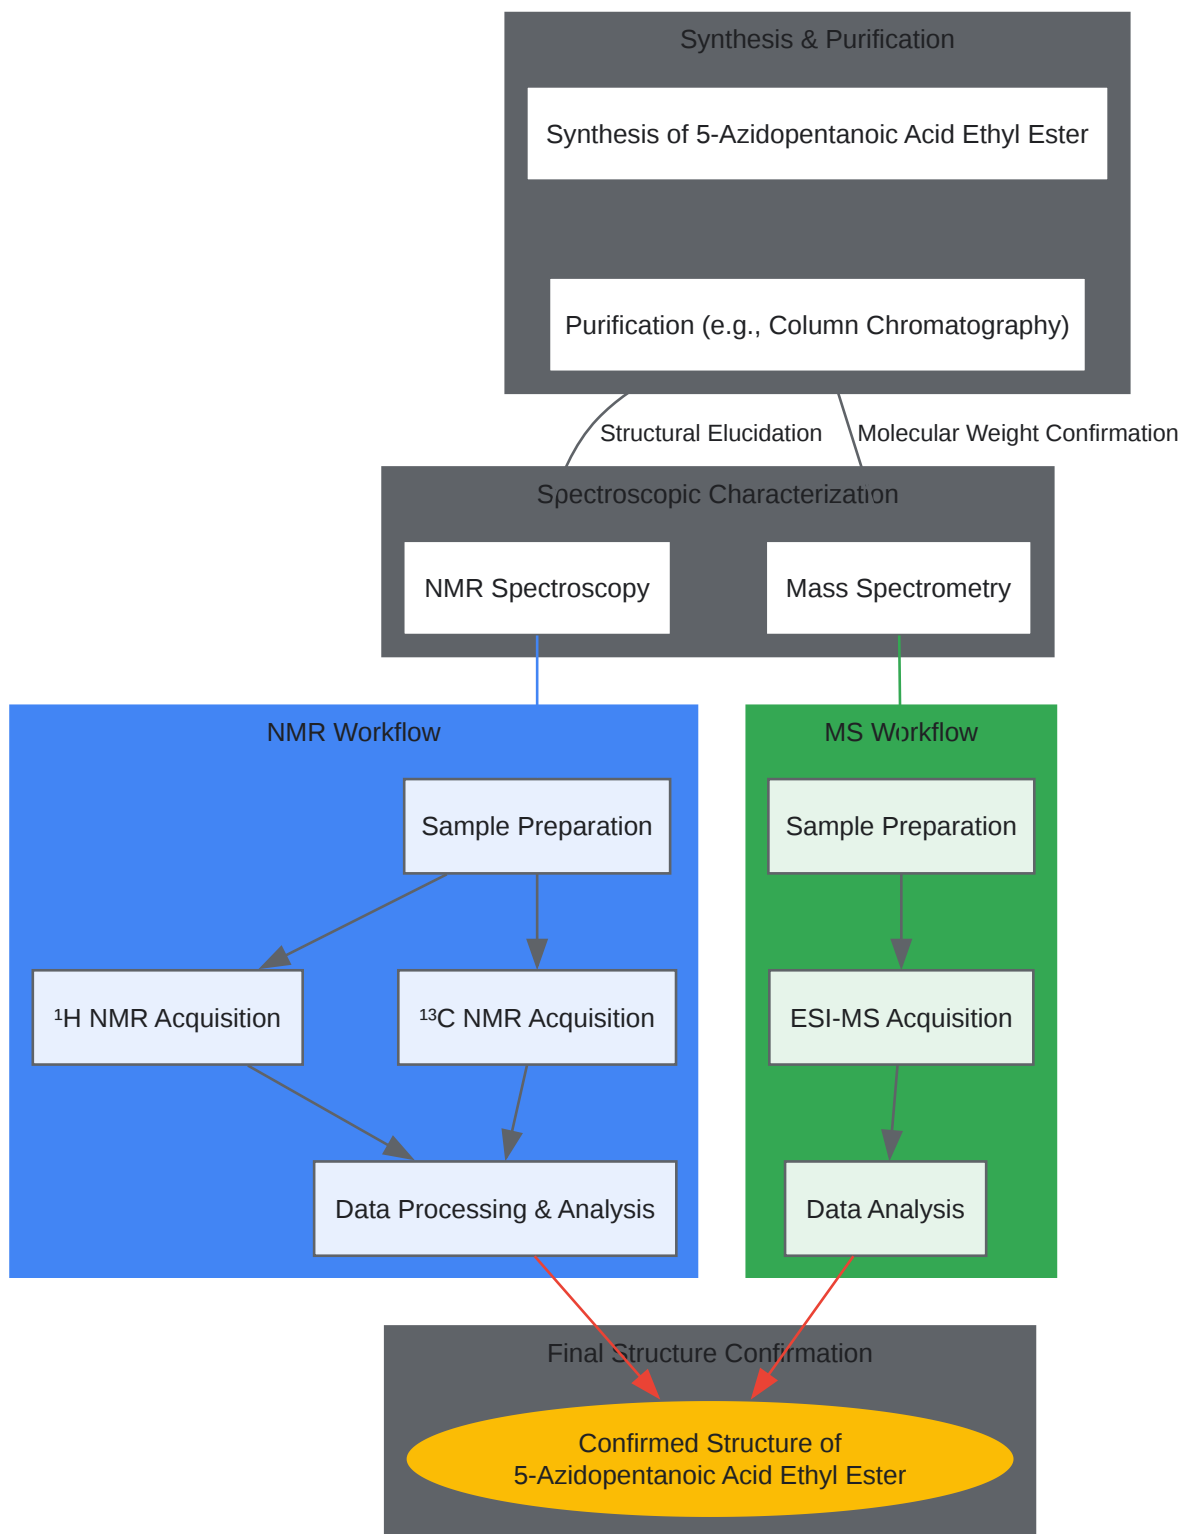 Synthesis & Purification
Synthesis of 5-Azidopentanoic Acid Ethyl Ester
Purification (e.g., Column Chromatography)
Structural Elucidation
Molecular Weight Confirmation
Spectroscopic Characterization
NMR Spectroscopy
Mass Spectrometry
NMR Workflow
MS Workflow
Sample Preparation
Sample Preparation
¹H NMR Acquisition
¹³C NMR Acquisition
ESI-MS Acquisition
Data Processing & Analysis
Data Analysis
Final Structure Confirmation
Confirmed Structure of
5-Azidopentanoic Acid Ethyl Ester